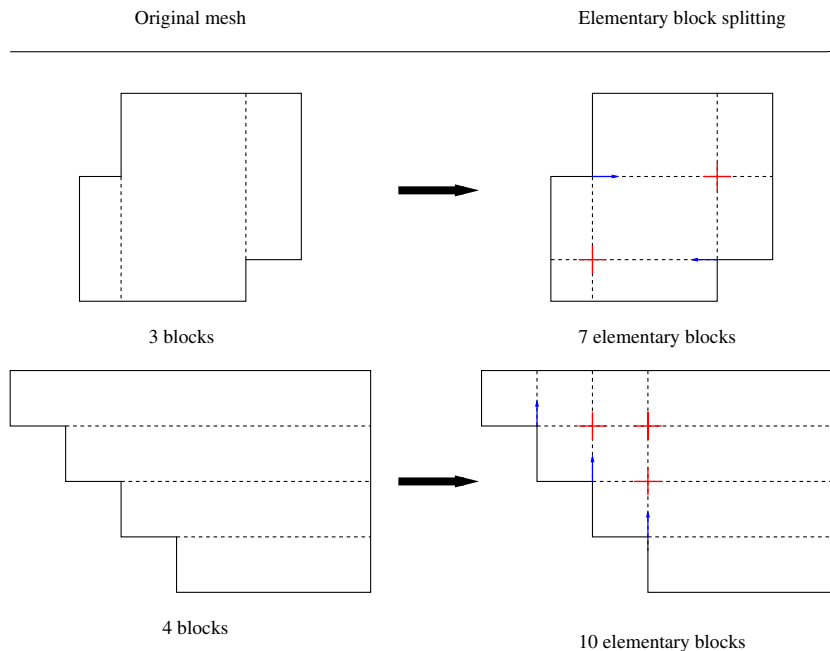 Original mesh
Elementary block splitting
3 blocks
7 elementary blocks
4 blocks
10 elementary blocks